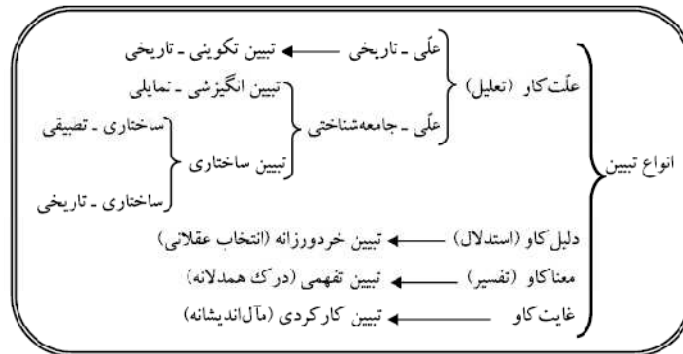 علّی ـ تاریخی تبیین تکوینی ـ تاریخی
علّت‌کاو (تعلیل) تبیین انگیزشی ـ تمایلی
علّی ـ جامعه‌شناختی ساختاری ـ تضیقی
انواع تبیین تبیین ساختاری
ساختاری ـ تاریخی
دلیل‌کاو (استدلال) تبیین خردورزانه (انتخاب عقلانی)
معناکاو (تفسیر) تبیین تفهمی (درک همدلانه)
غایت‌کاو تبیین کارکردی (مآل‌اندیشانه)